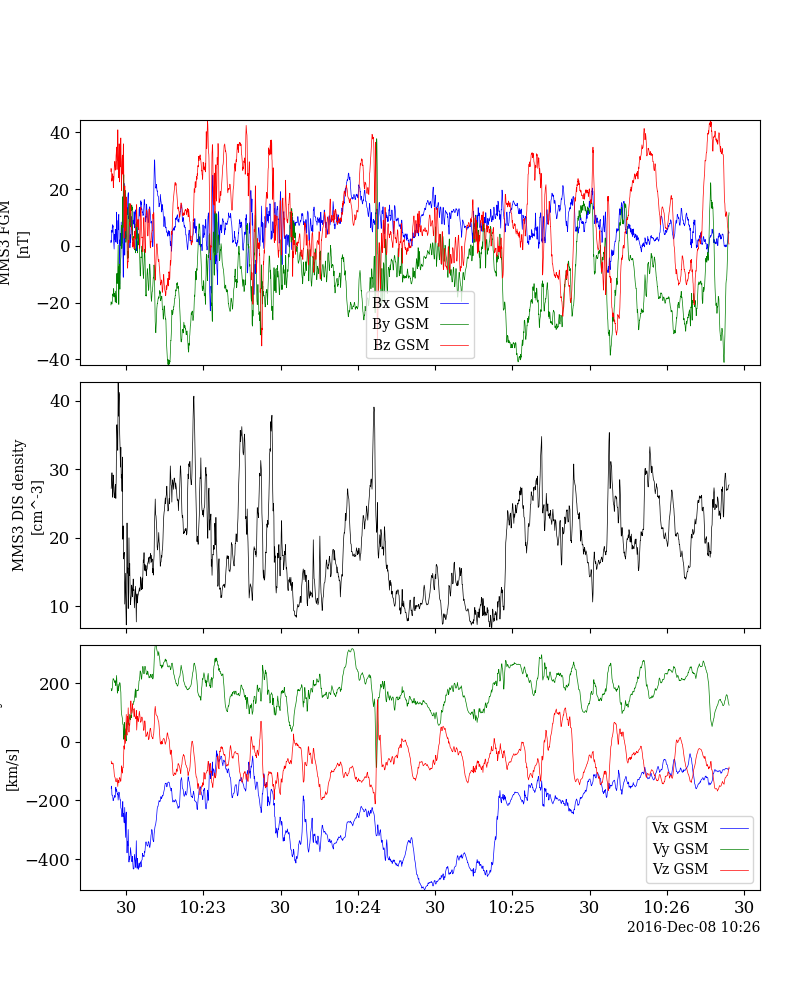 40
20
0
−20
−40
MMS3 FGM
[nT]
Bx GSM
By GSM
Bz GSM
40
30
20
10
MMS3 DIS density
[cm^-3]
200
0
−200
−400
[km/s]
Vx GSM
Vy GSM
Vz GSM
30
10:23
30
10:24
30
10:25
30
10:26
30
2016-Dec-08 10:26